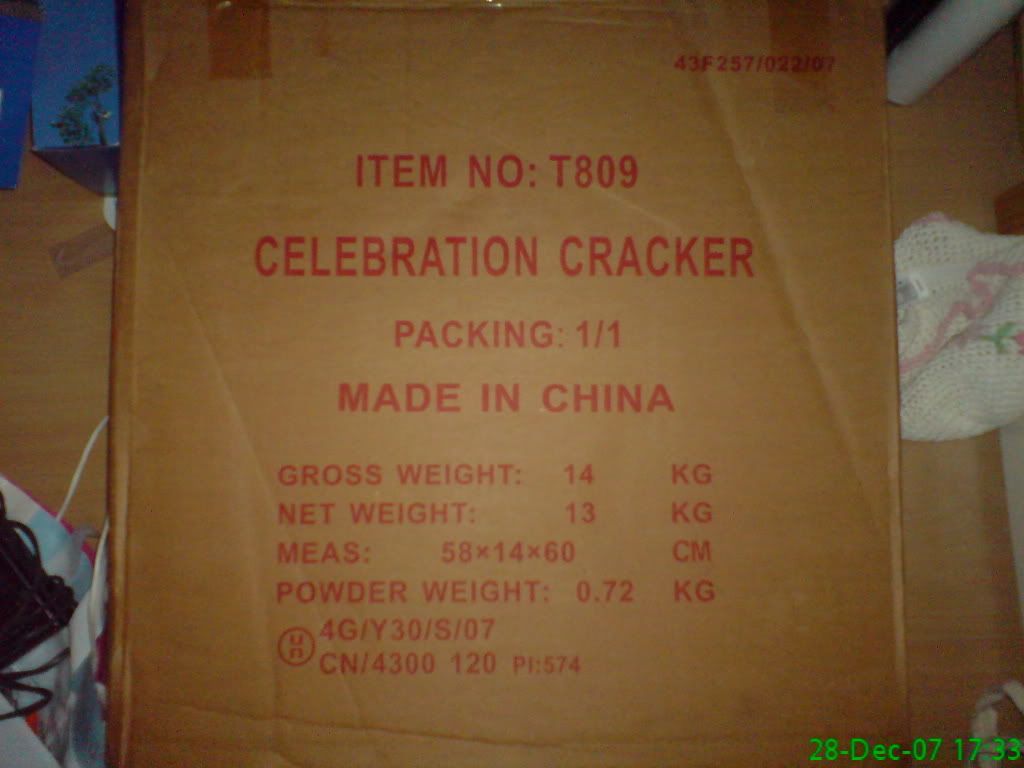 43F257/022/07
ITEM NO: T809
CELEBRATION CRACKER
PACKING: 1/1
MADE IN CHINA
GROSS WEIGHT: 14 KG
NET WEIGHT: 13 KG
MEAS: 58×14×60 CM
POWDER WEIGHT: 0.72 KG
un 4G/Y30/S/07
CN/4300 120 PI:574
28-Dec-07 17:33